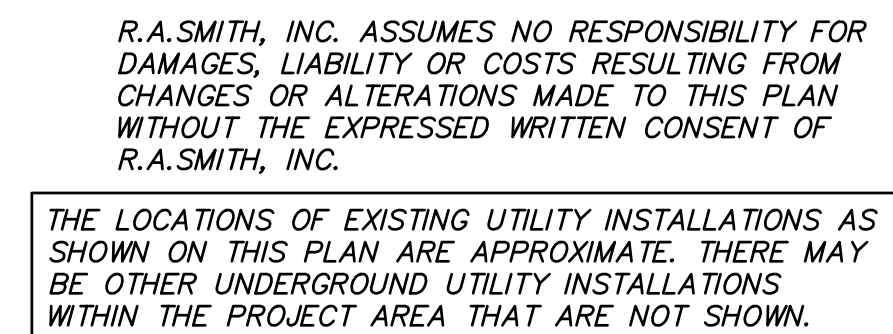 R.A.SMITH, INC. ASSUMES NO RESPONSIBILITY FOR
DAMAGES, LIABILITY OR COSTS RESULTING FROM
CHANGES OR ALTERATIONS MADE TO THIS PLAN
WITHOUT THE EXPRESSED WRITTEN CONSENT OF
R.A.SMITH, INC.
THE LOCATIONS OF EXISTING UTILITY INSTALLATIONS AS
SHOWN ON THIS PLAN ARE APPROXIMATE. THERE MAY
BE OTHER UNDERGROUND UTILITY INSTALLATIONS
WITHIN THE PROJECT AREA THAT ARE NOT SHOWN.